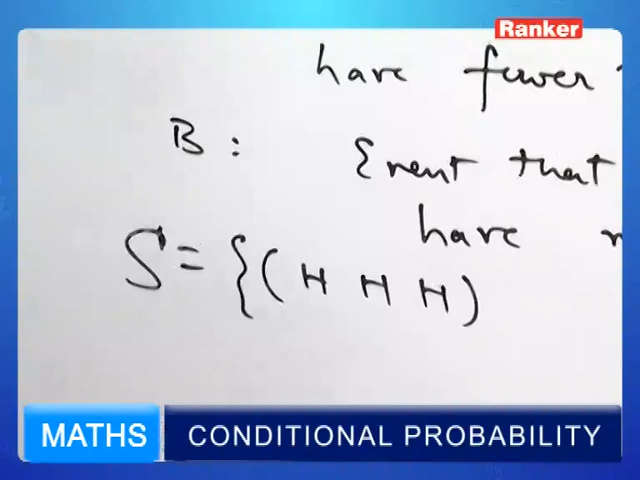 Ranker
have fewer
B: Event that
have
S = {(H H H)
MATHS
CONDITIONAL PROBABILITY